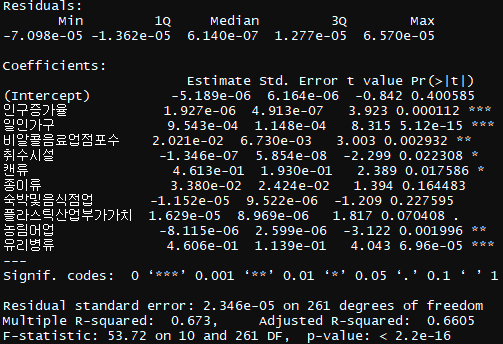 Residuals:
Min 1Q Median 3Q Max
-7.098e-05 -1.362e-05 6.140e-07 1.277e-05 6.570e-05
Coefficients:
Estimate Std. Error t value Pr(>|t|)
(Intercept) -5.189e-06 6.164e-06 -0.842 0.400585
인구증가율 1.927e-06 4.913e-07 3.923 0.000112 ***
일인가구 9.543e-04 1.148e-04 8.315 5.12e-15 ***
비알콜음료업점포수 2.021e-02 6.730e-03 3.003 0.002932 **
취수시설 -1.346e-07 5.854e-08 -2.299 0.022308 *
캔류 4.613e-01 1.930e-01 2.389 0.017586 *
종이류 3.380e-02 2.424e-02 1.394 0.164483
숙박및음식점업 -1.152e-05 9.522e-06 -1.209 0.227595
플라스틱산업부가가치 1.629e-05 8.969e-06 1.817 0.070408 .
농림어업 -8.115e-06 2.599e-06 -3.122 0.001996 **
유리병류 4.606e-01 1.139e-01 4.043 6.96e-05 ***
---
Signif. codes: 0 ‘***’ 0.001 ‘**’ 0.01 ‘*’ 0.05 ‘.’ 0.1 ‘ ’ 1
Residual standard error: 2.346e-05 on 261 degrees of freedom
Multiple R-squared: 0.673, Adjusted R-squared: 0.6605
F-statistic: 53.72 on 10 and 261 DF, p-value: < 2.2e-16